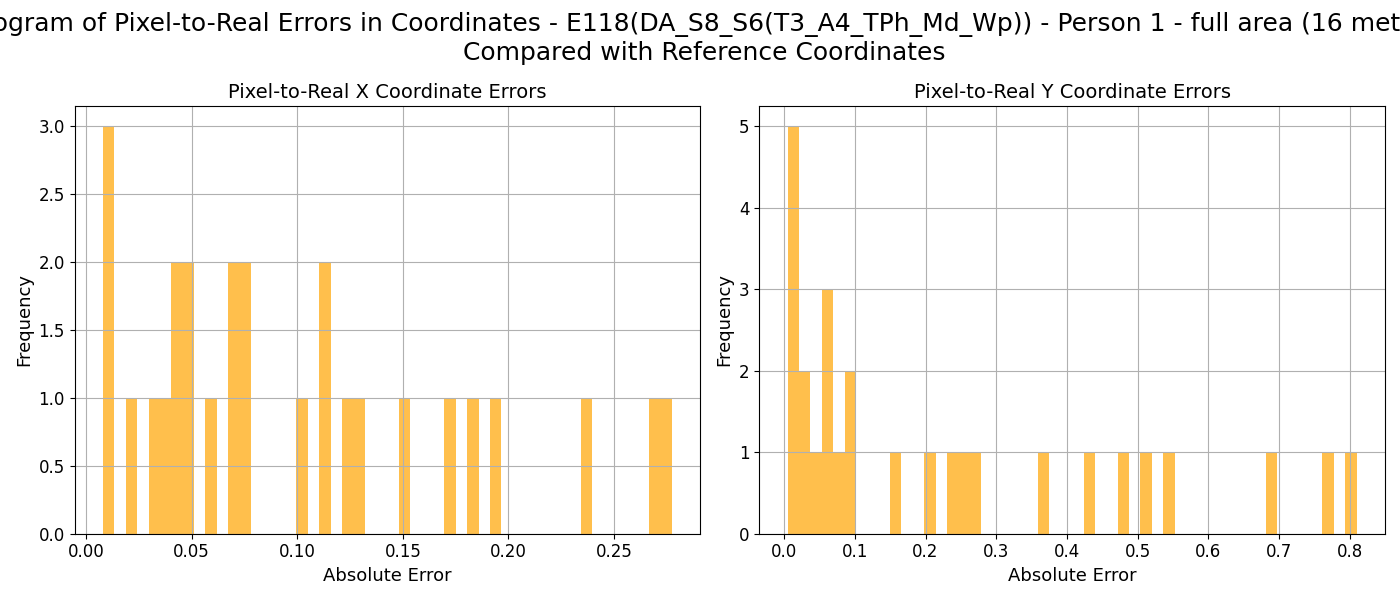 ogram of Pixel-to-Real Errors in Coordinates - E118(DA_S8_S6(T3_A4_TPh_Md_Wp)) - Person 1 - full area (16 met
Compared with Reference Coordinates
Pixel-to-Real X Coordinate Errors
3.0
2.5
2.0
1.5
1.0
0.5
0.0
Frequency
0.00 0.05 0.10 0.15 0.20 0.25
Absolute Error
Pixel-to-Real Y Coordinate Errors
5
4
3
2
1
0
Frequency
0.0 0.1 0.2 0.3 0.4 0.5 0.6 0.7 0.8
Absolute Error